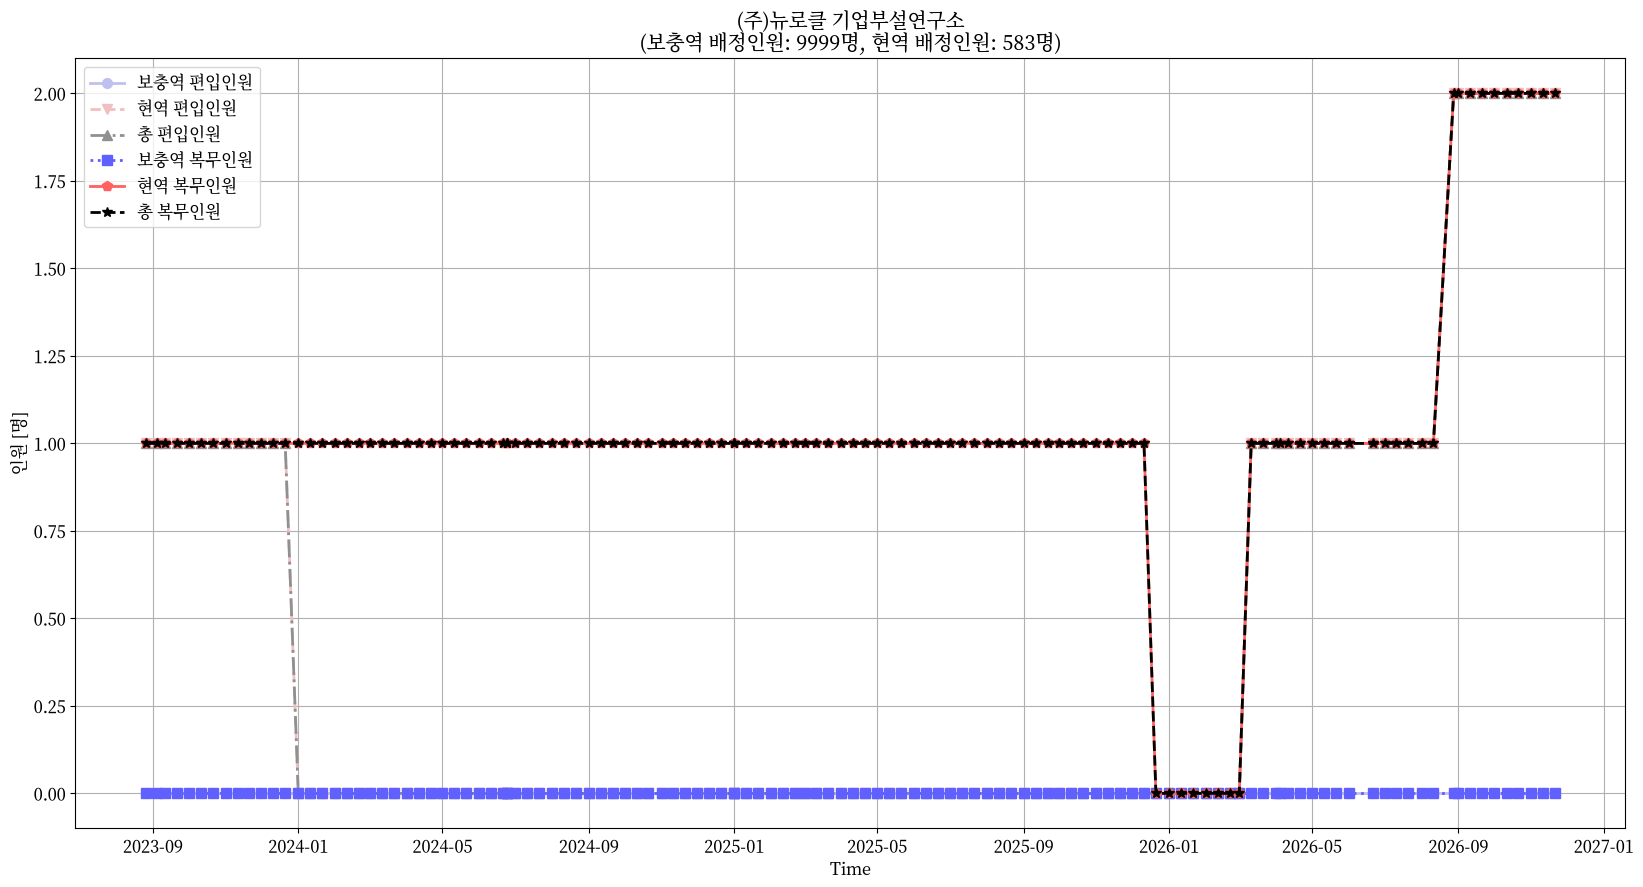 (주)뉴로클 기업부설연구소
(보충역 배정인원: 9999명, 현역 배정인원: 583명)
보충역 편입인원
현역 편입인원
총 편입인원
보충역 복무인원
현역 복무인원
총 복무인원
인원 [명]
2.00
1.75
1.50
1.25
1.00
0.75
0.50
0.25
0.00
2023-09 2024-01 2024-05 2024-09 2025-01 2025-05 2025-09 2026-01 2026-05 2026-09 2027-01
Time